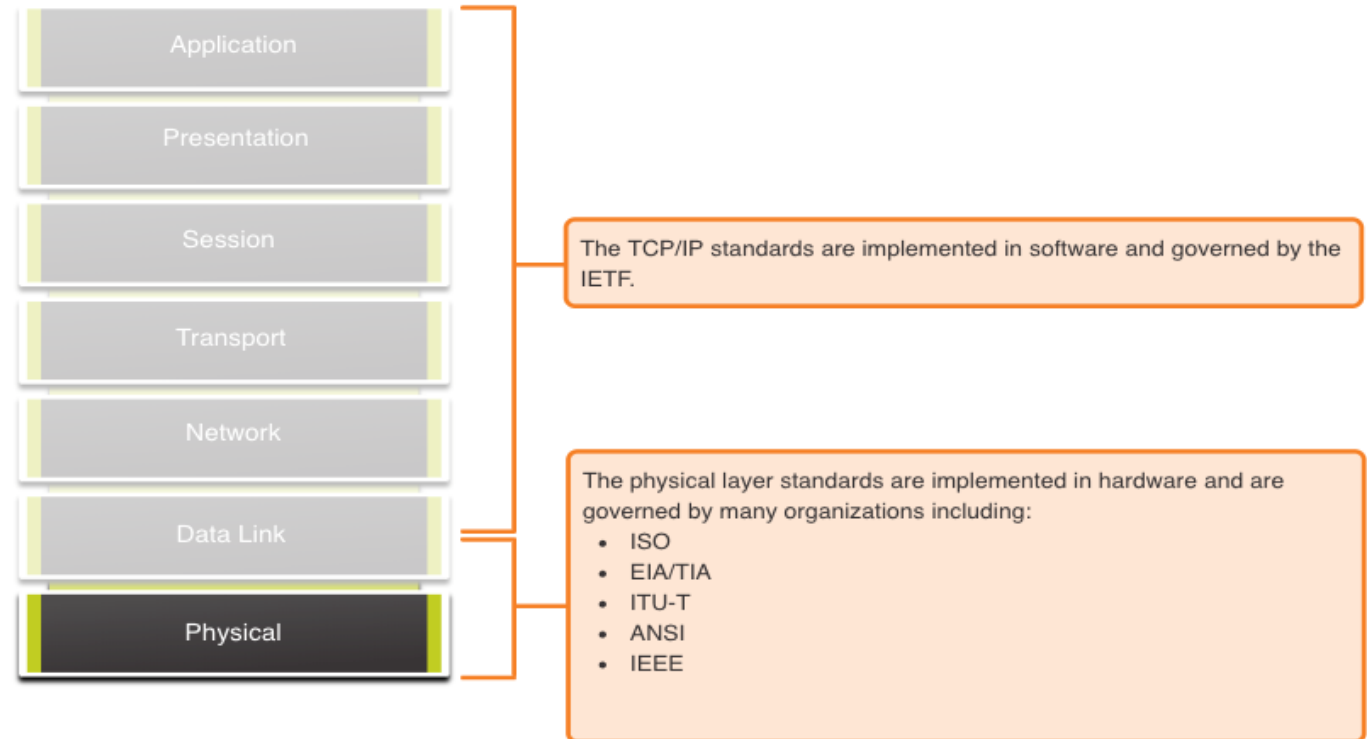 Application
Presentation
Session
Transport
Network
Data Link
Physical
The TCP/IP standards are implemented in software and governed by the
IETF.
The physical layer standards are implemented in hardware and are
governed by many organizations including:
• ISO
• EIA/TIA
• ITU-T
• ANSI
• IEEE